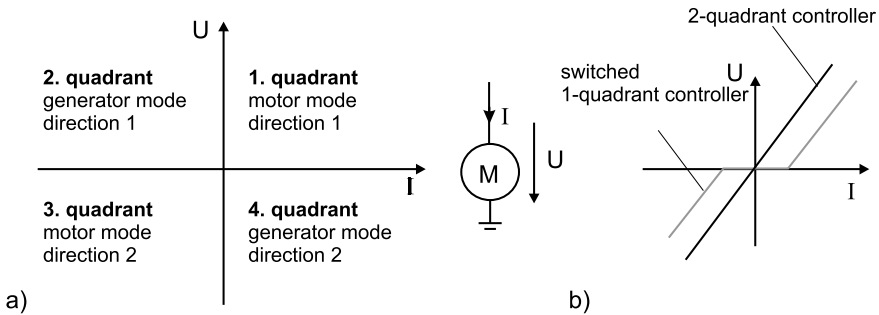 U
2. quadrant
generator mode
direction 1
1. quadrant
motor mode
direction 1
I
3. quadrant
motor mode
direction 2
4. quadrant
generator mode
direction 2
a)
I
M
U
2-quadrant controller
switched
1-quadrant controller
U
I
b)